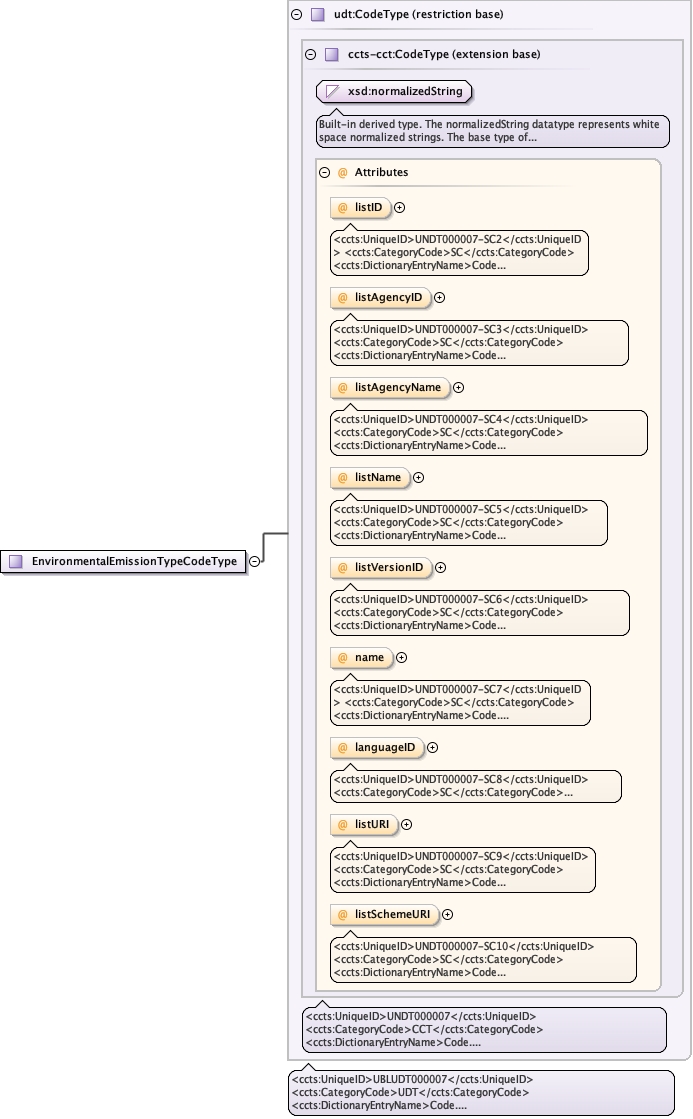 udt:CodeType (restriction base)
ccts-cct:CodeType (extension base)
xsd:normalizedString
Built-in derived type. The normalizedString datatype represents white
space normalized strings. The base type of...
@ Attributes
@ listID
<ccts:UniqueID>UNDT000007-SC2</ccts:UniqueID
> <ccts:CategoryCode>SC</ccts:CategoryCode>
<ccts:DictionaryEntryName>Code...
@ listAgencyID
<ccts:UniqueID>UNDT000007-SC3</ccts:UniqueID>
<ccts:CategoryCode>SC</ccts:CategoryCode>
<ccts:DictionaryEntryName>Code...
@ listAgencyName
<ccts:UniqueID>UNDT000007-SC4</ccts:UniqueID>
<ccts:CategoryCode>SC</ccts:CategoryCode>
<ccts:DictionaryEntryName>Code...
@ listName
<ccts:UniqueID>UNDT000007-SC5</ccts:UniqueID>
<ccts:CategoryCode>SC</ccts:CategoryCode>
<ccts:DictionaryEntryName>Code...
EnvironmentalEmissionTypeCodeType
@ listVersionID
<ccts:UniqueID>UNDT000007-SC6</ccts:UniqueID>
<ccts:CategoryCode>SC</ccts:CategoryCode>
<ccts:DictionaryEntryName>Code...
@ name
<ccts:UniqueID>UNDT000007-SC7</ccts:UniqueID
> <ccts:CategoryCode>SC</ccts:CategoryCode>
<ccts:DictionaryEntryName>Code....
@ languageID
<ccts:UniqueID>UNDT000007-SC8</ccts:UniqueID>
<ccts:CategoryCode>SC</ccts:CategoryCode>...
@ listURI
<ccts:UniqueID>UNDT000007-SC9</ccts:UniqueID>
<ccts:CategoryCode>SC</ccts:CategoryCode>
<ccts:DictionaryEntryName>Code...
@ listSchemeURI
<ccts:UniqueID>UNDT000007-SC10</ccts:UniqueID>
<ccts:CategoryCode>SC</ccts:CategoryCode>
<ccts:DictionaryEntryName>Code...
<ccts:UniqueID>UNDT000007</ccts:UniqueID>
<ccts:CategoryCode>CCT</ccts:CategoryCode>
<ccts:DictionaryEntryName>Code....
<ccts:UniqueID>UBLUDT000007</ccts:UniqueID>
<ccts:CategoryCode>UDT</ccts:CategoryCode>
<ccts:DictionaryEntryName>Code....